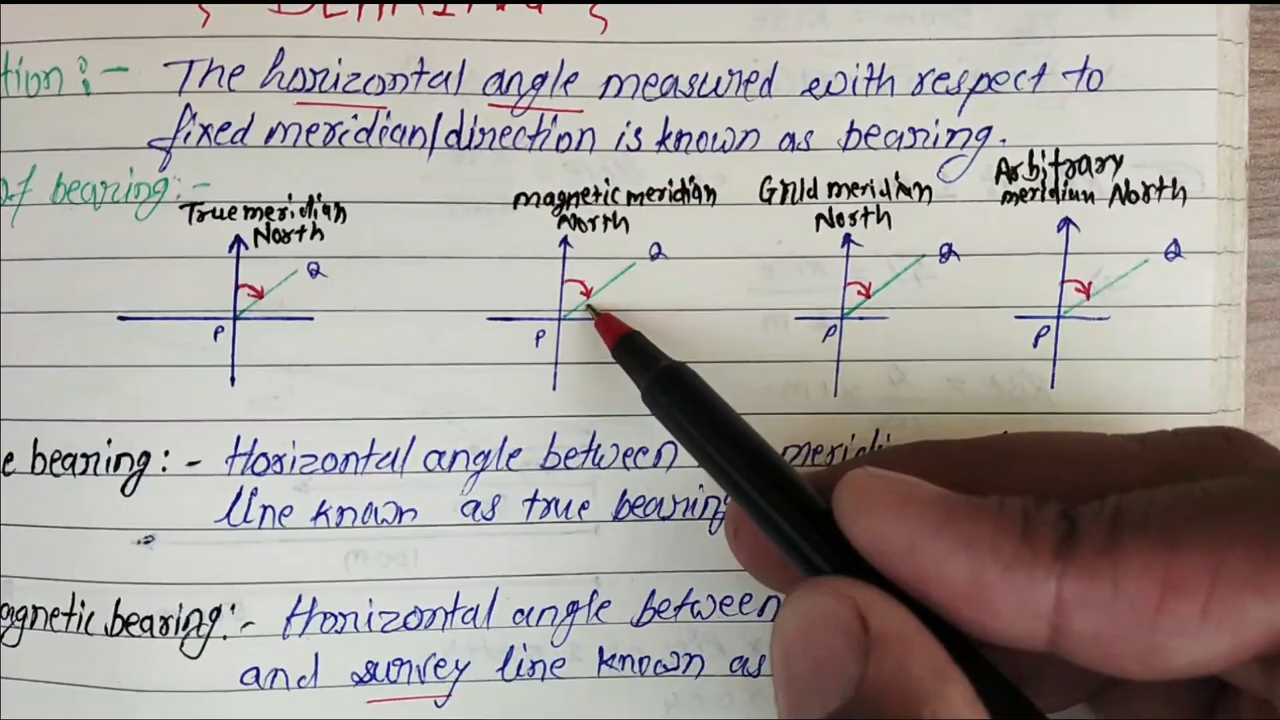 { BEARING }
tion:- The horizontal angle measured with respect to
fixed meridian/direction is known as bearing.
of bearing:-
True meridian North
magnetic meridian North
Grid meridian North
Arbitrary meridian North
P Q
P Q
P Q
P Q
e bearing:- Horizontal angle between
line known as true bearing
agnetic bearing:- Horizontal angle between
and survey line known as